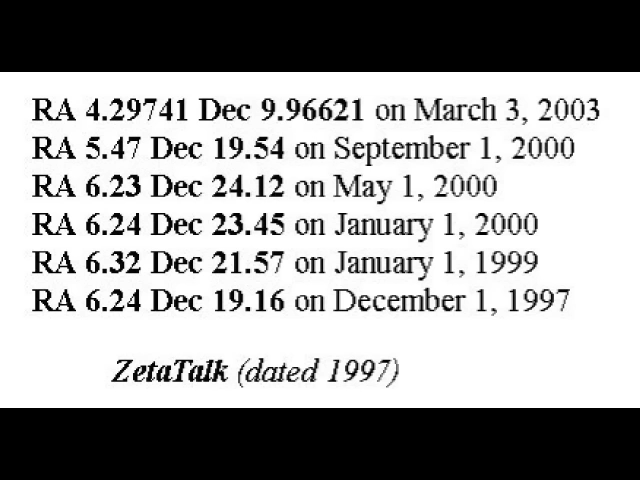 RA 4.29741 Dec 9.96621 on March 3, 2003
RA 5.47 Dec 19.54 on September 1, 2000
RA 6.23 Dec 24.12 on May 1, 2000
RA 6.24 Dec 23.45 on January 1, 2000
RA 6.32 Dec 21.57 on January 1, 1999
RA 6.24 Dec 19.16 on December 1, 1997
ZetaTalk (dated 1997)